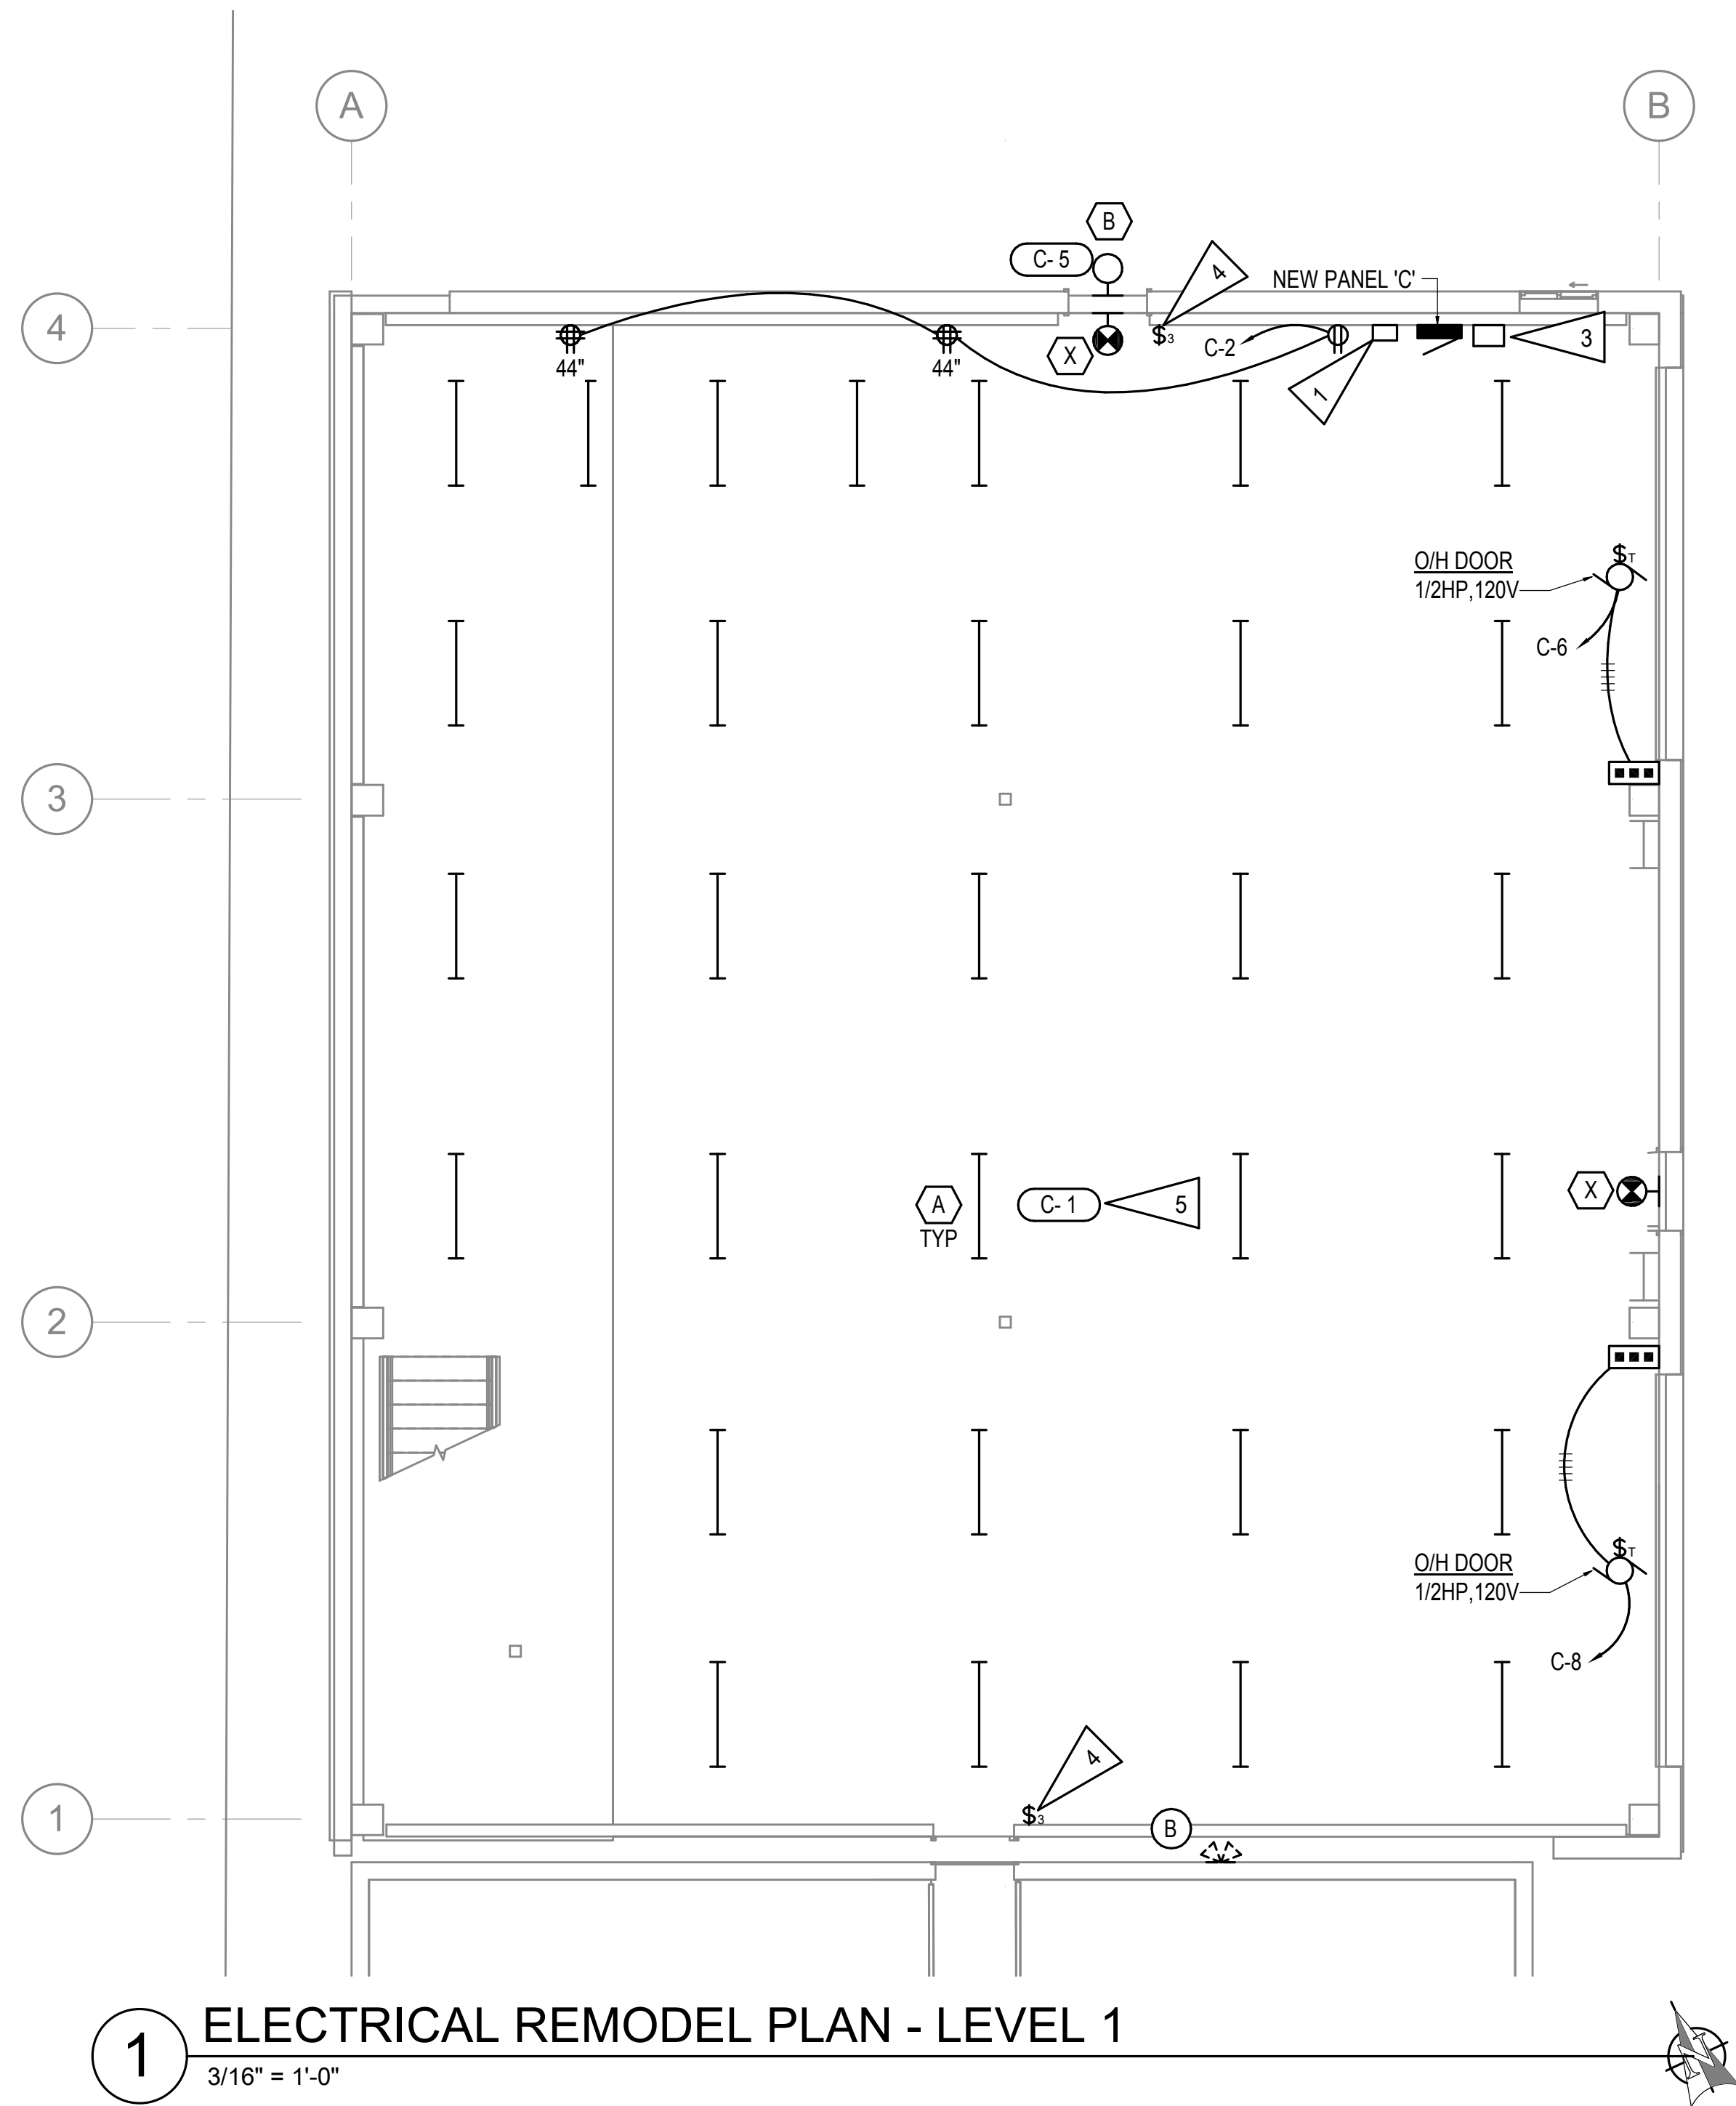 A
B
B
C- 5
4
NEW PANEL 'C'
4
$3
X
C-2
3
44"
44"
1
$T
O/H DOOR
1/2HP,120V
C-6
3
X
A
C- 1
5
TYP
2
$T
O/H DOOR
1/2HP,120V
C-8
4
$3
1
B
1
ELECTRICAL REMODEL PLAN - LEVEL 1
3/16" = 1'-0"
N